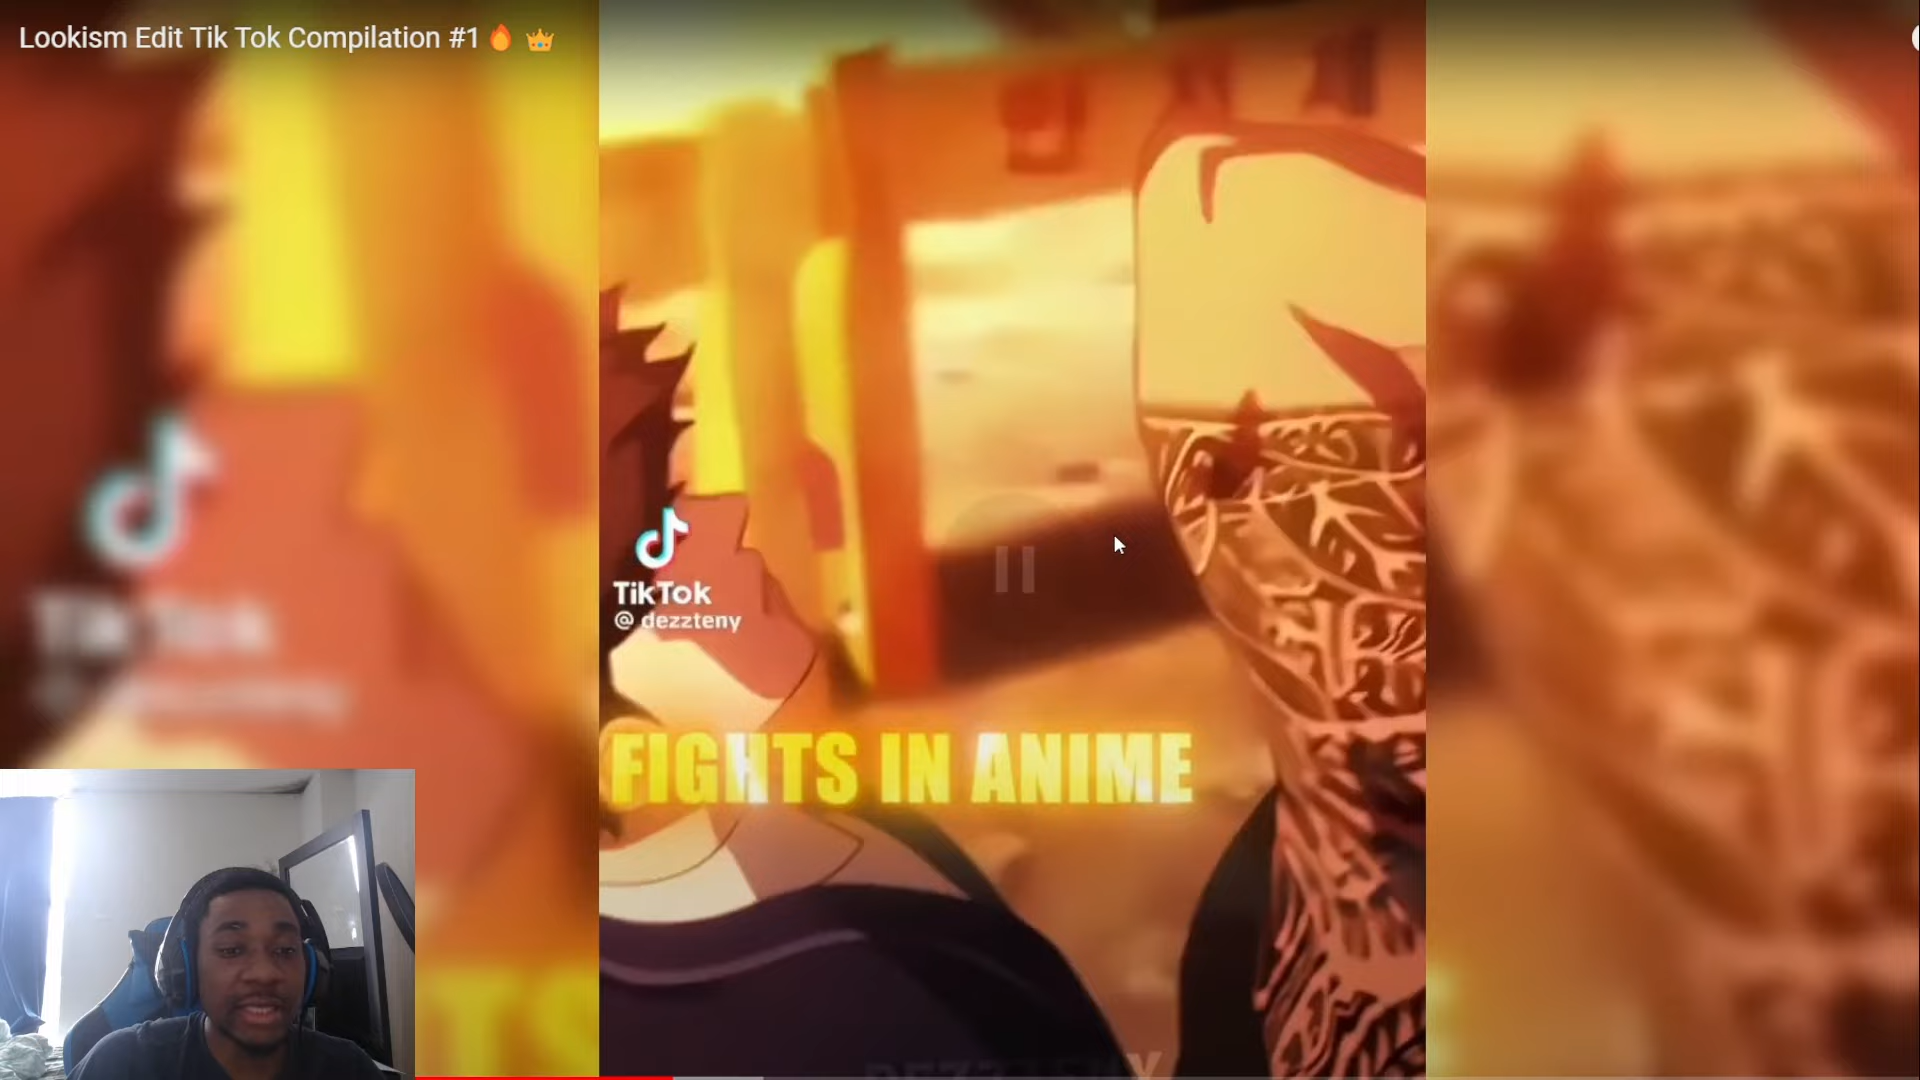 Lookism Edit Tik Tok Compilation #1🔥 👑
TikTok
@ dezzteny
FIGHTS IN ANIME